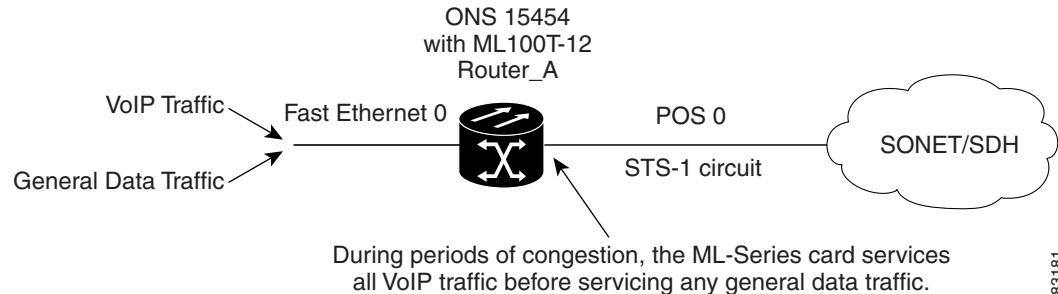 ONS 15454
with ML100T-12
Router_A
VoIP Traffic
Fast Ethernet 0
POS 0
SONET/SDH
General Data Traffic
STS-1 circuit
During periods of congestion, the ML-Series card services
all VoIP traffic before servicing any general data traffic.
83181